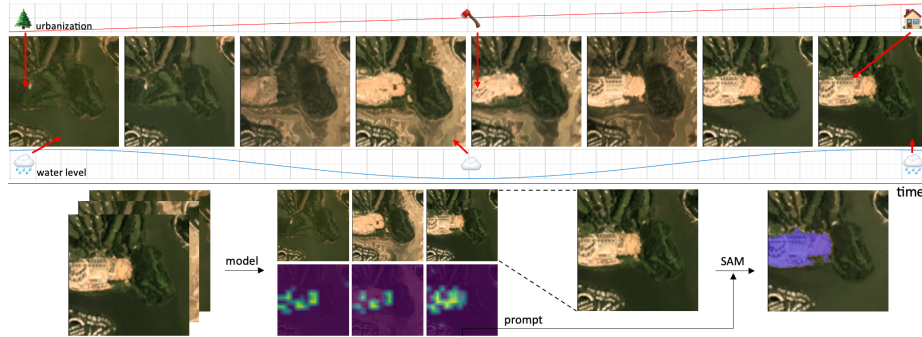 urbanization
water level
time
model
prompt
SAM